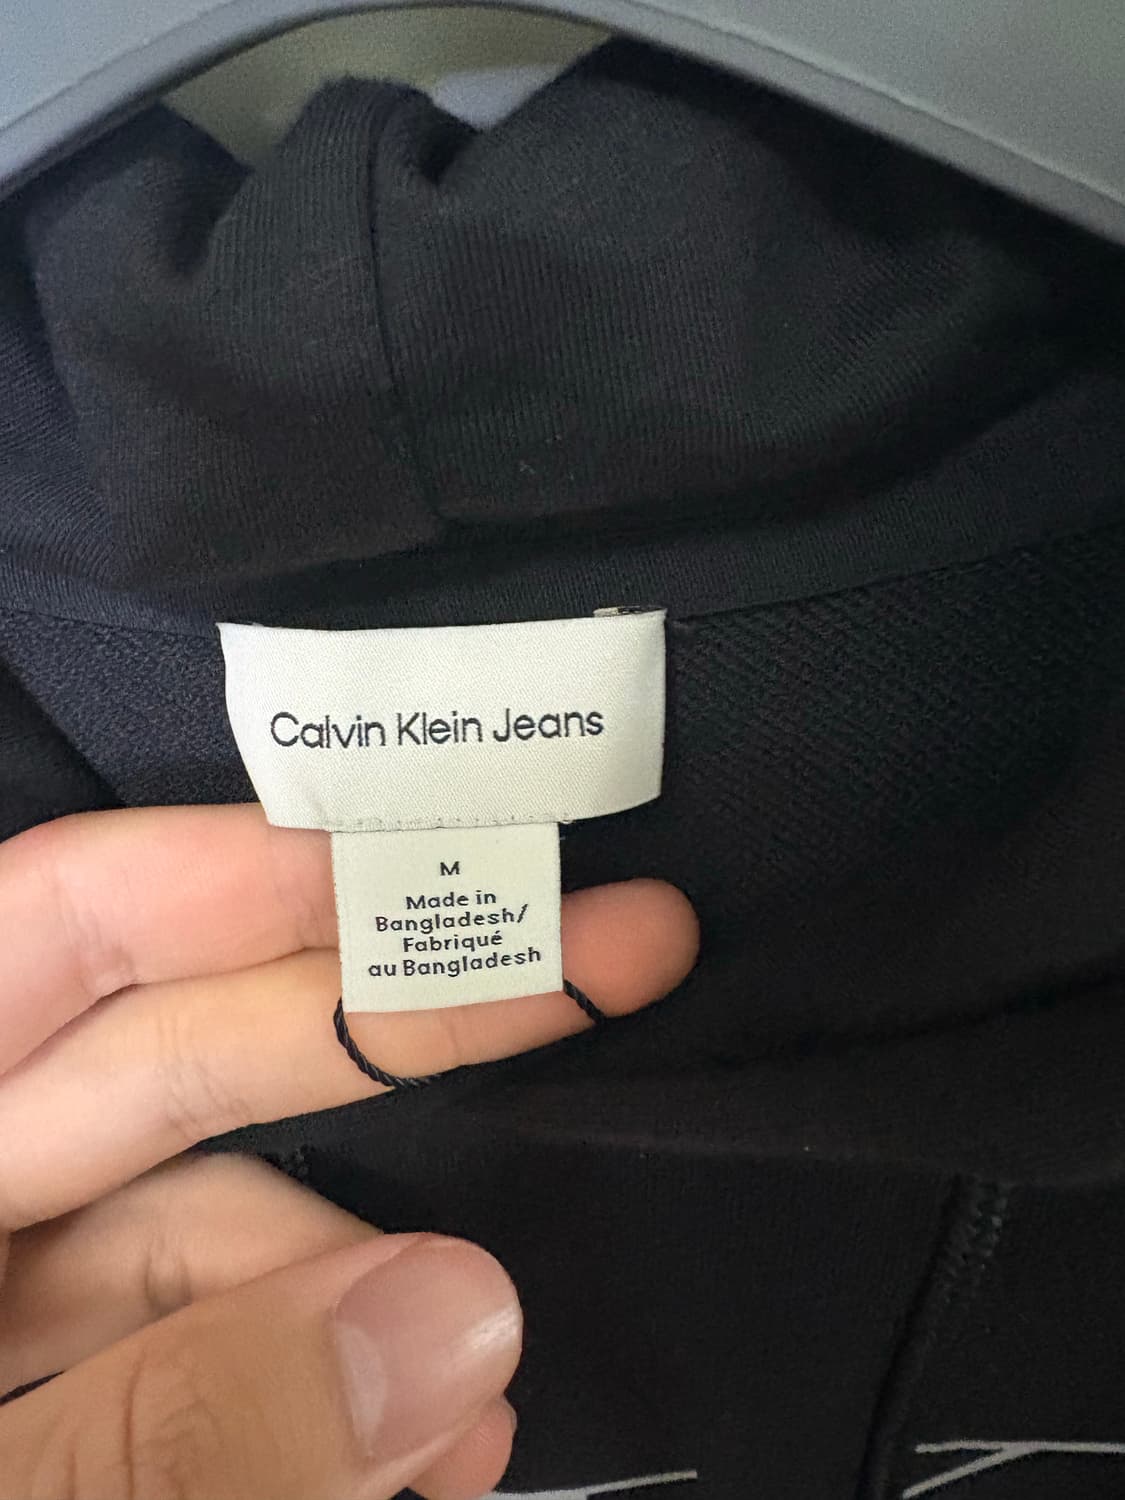 Calvin Klein Jeans
M
Made in
Bangladesh/
Fabriqué
au Bangladesh